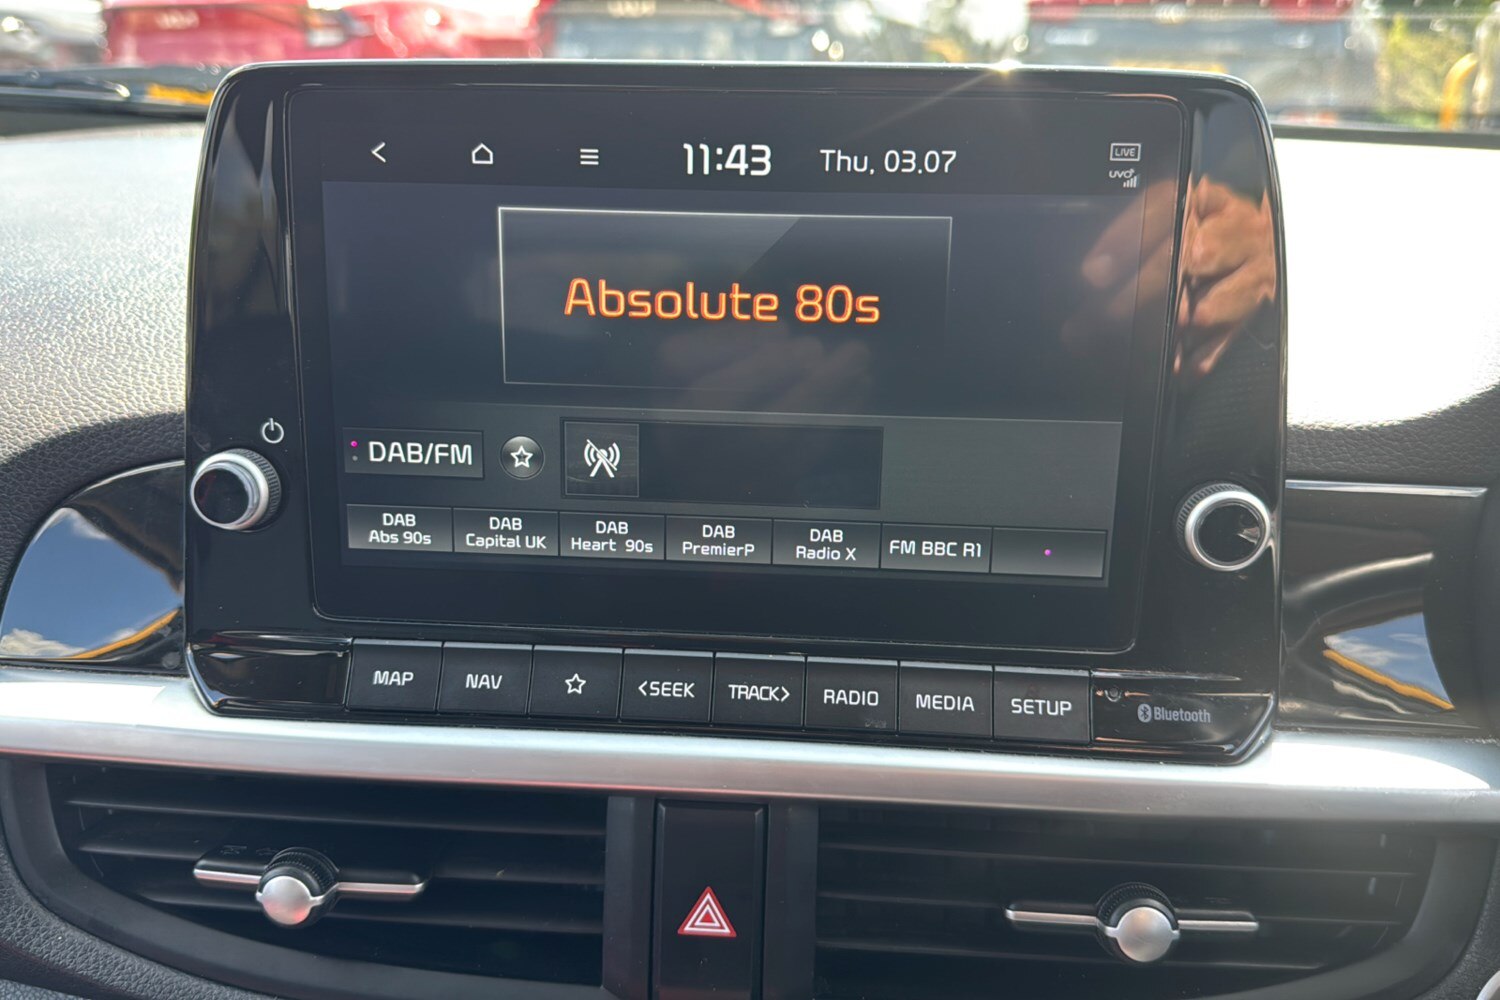 11:43 Thu, 03.07
LIVE
UVO
Absolute 80s
DAB/FM
DAB
Abs 90s
DAB
Capital UK
DAB
Heart 90s
DAB
PremierP
DAB
Radio X
FM BBC R1
MAP
NAV
<SEEK
TRACK>
RADIO
MEDIA
SETUP
Bluetooth